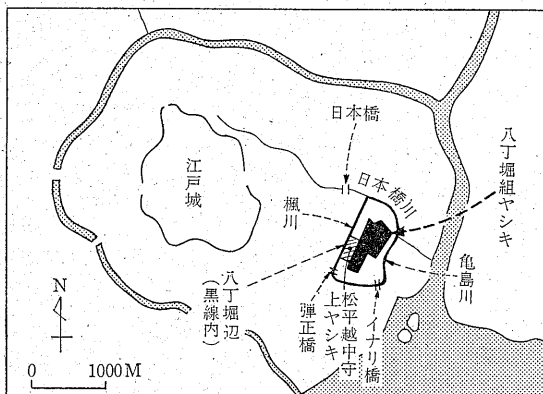 日本橋
日本橋川
八丁堀組ヤシキ
江戸城
楓川
亀島川
八丁堀辺
(黒線内)
弾正橋
松平越中守
上ヤシキ
イナリ橋
N
0 1000M